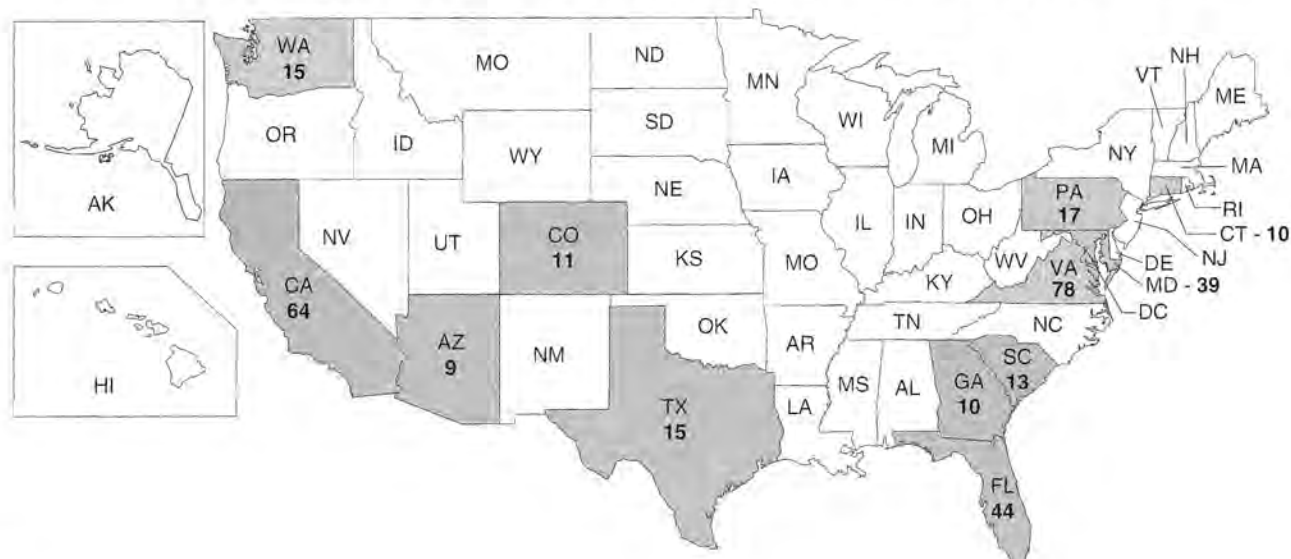 WA
15
MO
ND
MN
VT
NH
ME
OR
ID
SD
WI
MI
NY
MA
WY
IA
NE
PA
17
RI
CT - 10
AK
NV
UT
CO
11
KS
MO
IL
IN
OH
NJ
DE
MD - 39
DC
WV
VA
78
KY
CA
64
AZ
9
NM
OK
AR
TN
NC
HI
TX
15
LA
MS
AL
GA
10
SC
13
FL
44